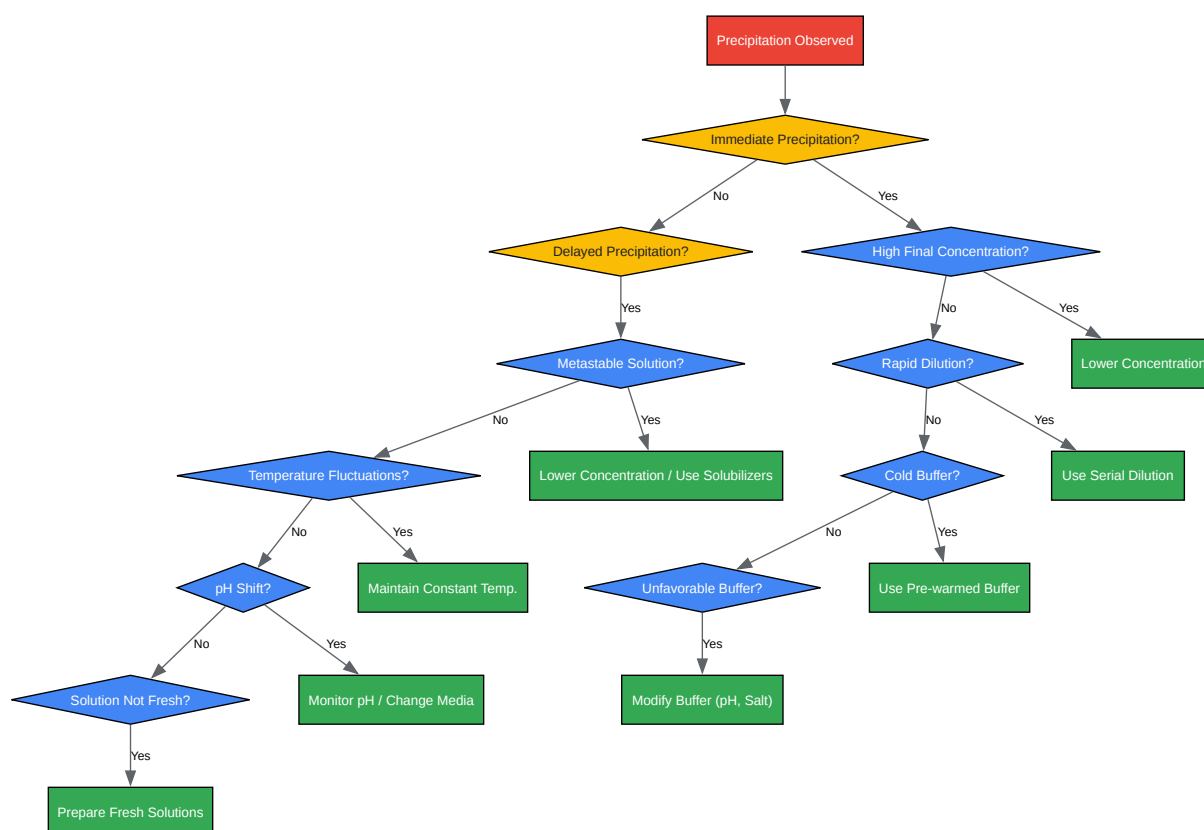 Precipitation Observed
Immediate Precipitation?
No
Yes
Delayed Precipitation?
High Final Concentration?
Yes
No
Yes
Metastable Solution?
Rapid Dilution?
Lower Concentration
No
Yes
No
Yes
Temperature Fluctuations?
Lower Concentration / Use Solubilizers
Cold Buffer?
Use Serial Dilution
No
Yes
No
Yes
pH Shift?
Maintain Constant Temp.
Unfavorable Buffer?
Use Pre-warmed Buffer
No
Yes
Yes
Solution Not Fresh?
Monitor pH / Change Media
Modify Buffer (pH, Salt)
Yes
Prepare Fresh Solutions